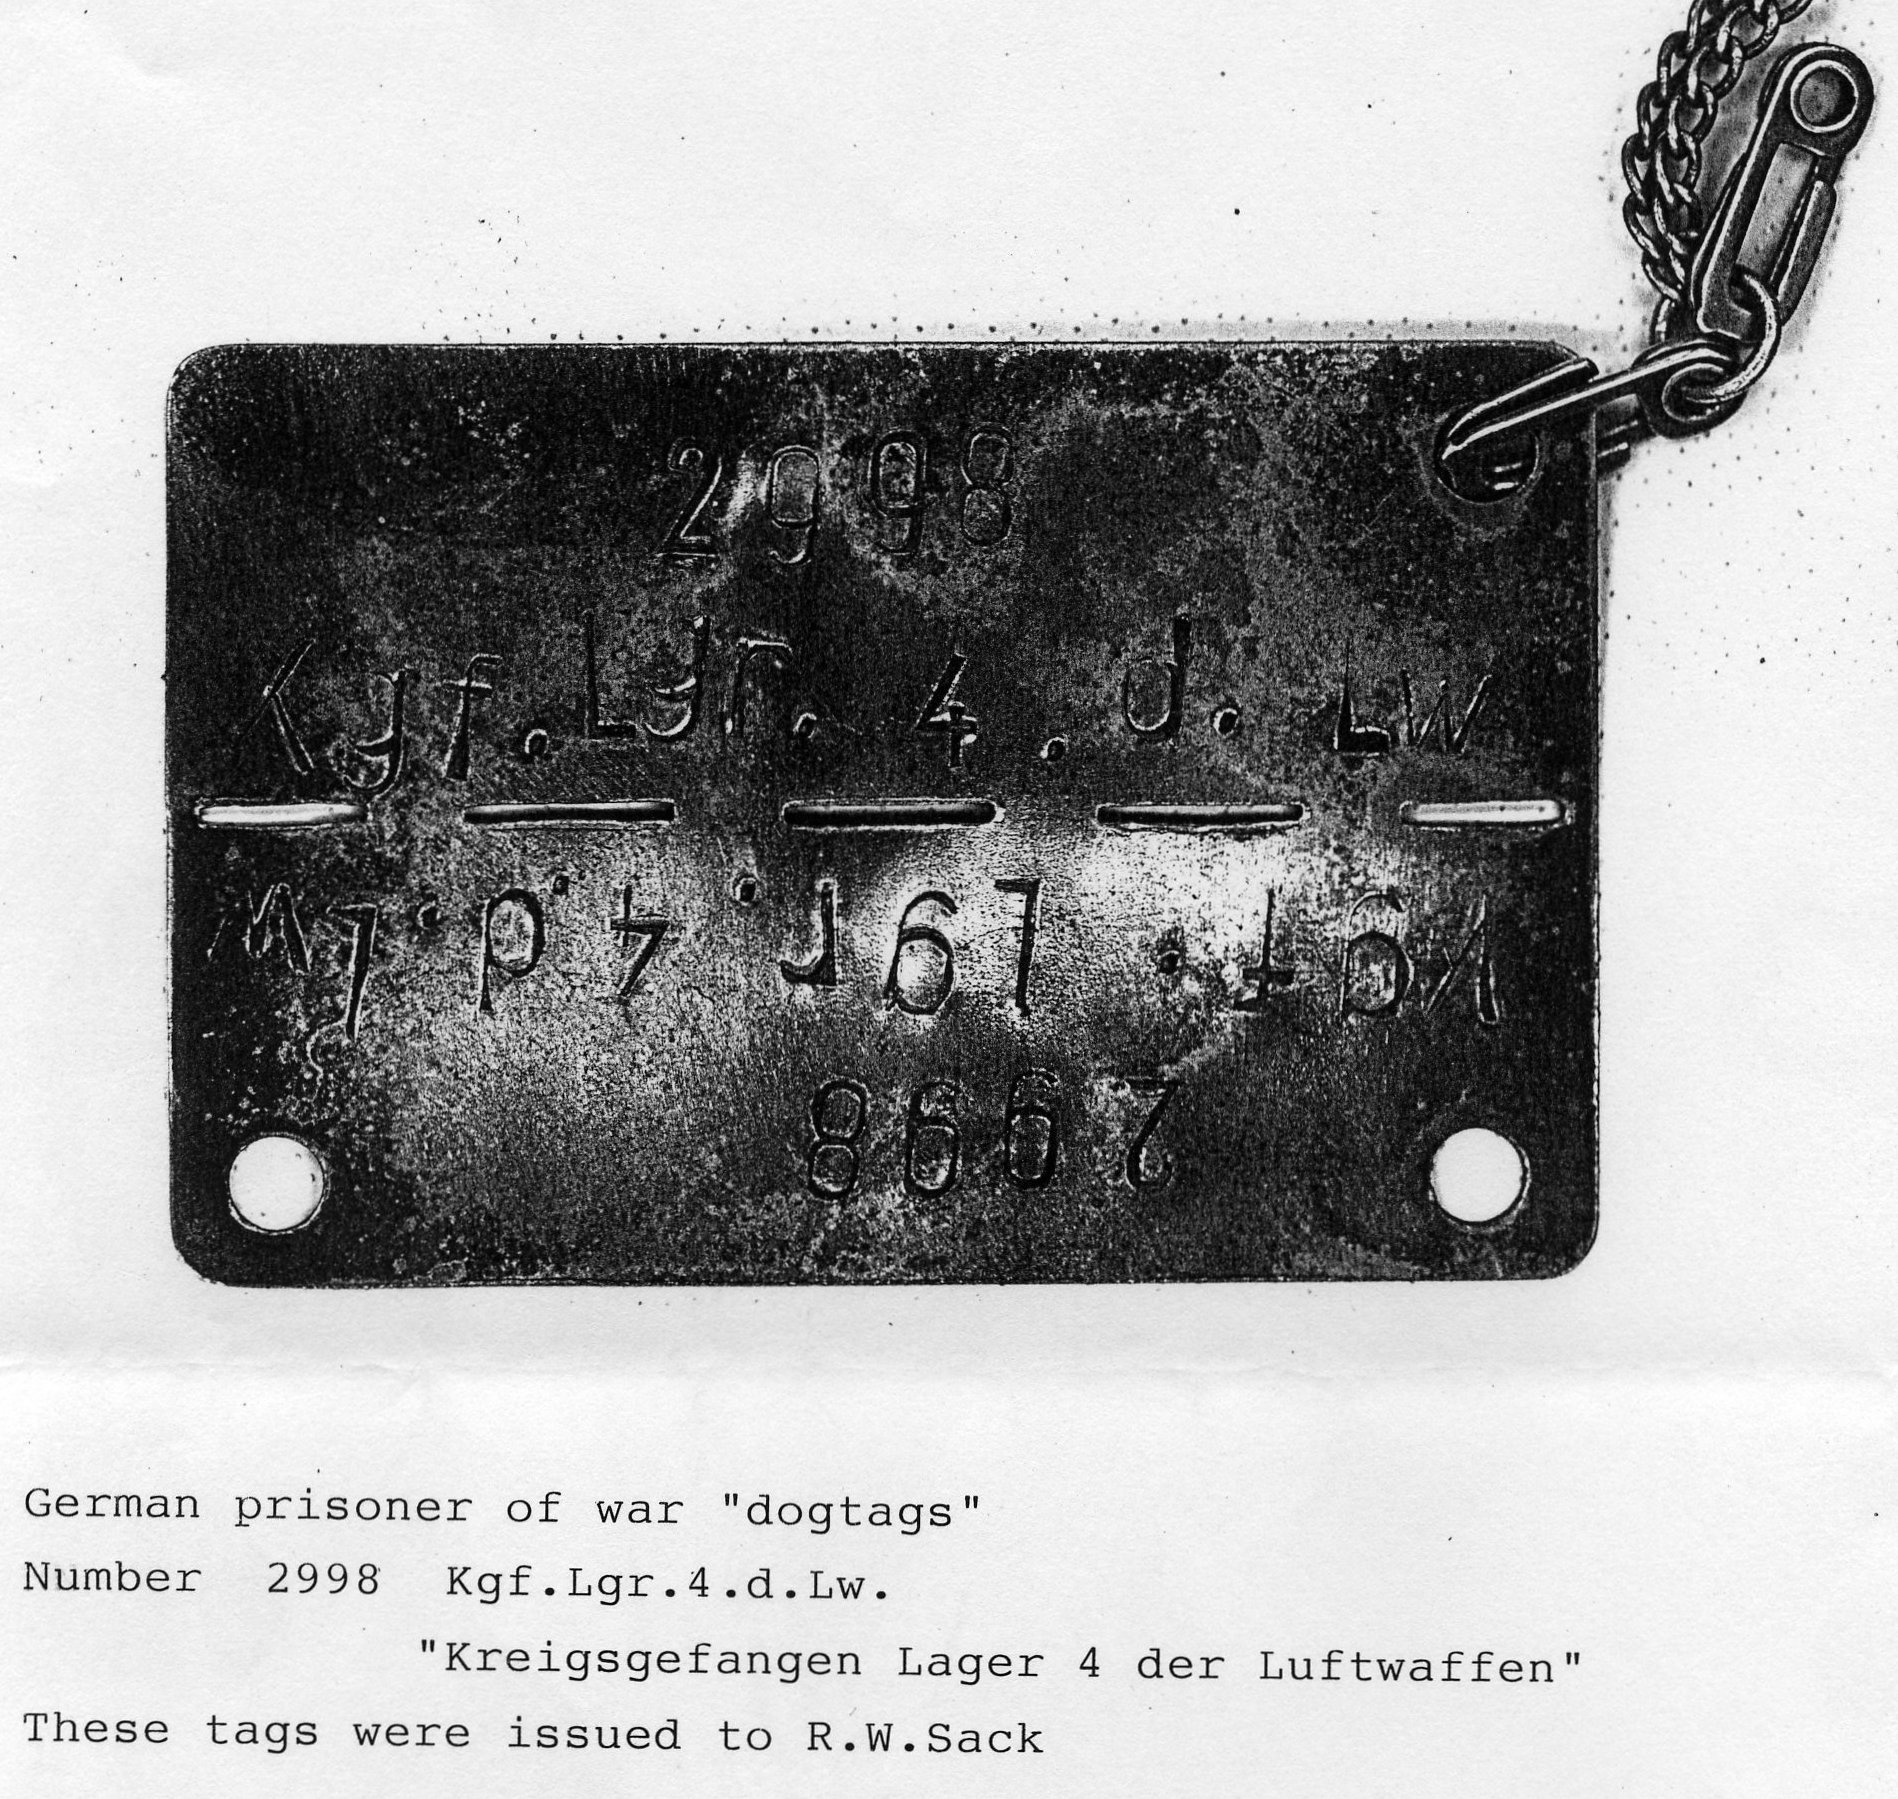 2998
Kgf.Lgr.4.d.Lw
Kgf.Lgr.4.d.Lw
2998
German prisoner of war "dogtags"
Number 2998 Kgf.Lgr.4.d.Lw.
"Kreigsgefangen Lager 4 der Luftwaffen"
These tags were issued to R.W.Sack